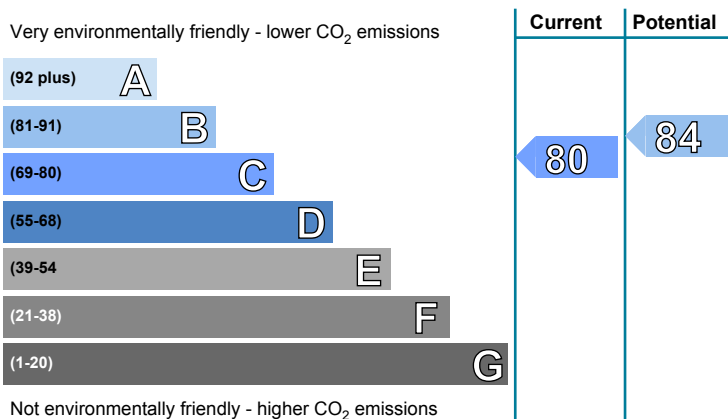 Very environmentally friendly - lower CO2 emissions
Current
Potential
(92 plus) A
(81-91) B
(69-80) C
(55-68) D
(39-54 E
(21-38) F
(1-20) G
80
84
Not environmentally friendly - higher CO2 emissions